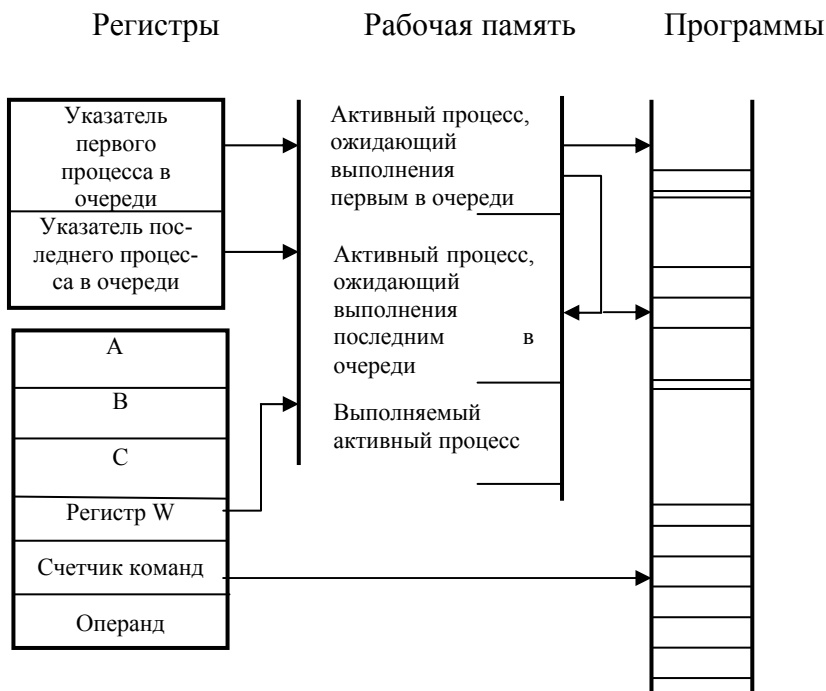 Регистры
Рабочая память
Программы
Указатель
первого
процесса в
очереди
Указатель пос-
леднего процес-
са в очереди
A
B
C
Регистр W
Счетчик команд
Операнд
Активный процесс,
ожидающий
выполнения
первым в очереди
Активный процесс,
ожидающий
выполнения
последним в
очереди
Выполняемый
активный процесс